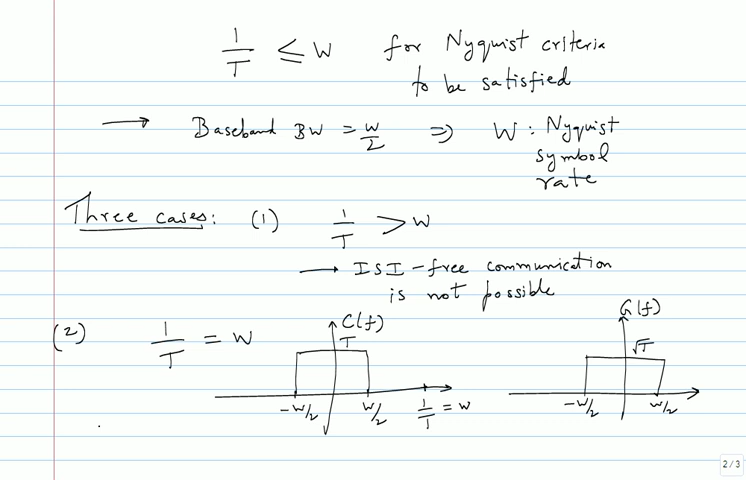 1/T ≤ W for Nyquist criteria
to be satisfied
→ Baseband BW = W/2 ⇒ W : Nyquist
symbol
rate
Three cases: (1) 1/T > W
→ ISI-free communication
is not possible
(2) 1/T = W
C(f)
T
-W/2 W/2 1/T = W
G(f)
√T
-W/2 W/2
2/3